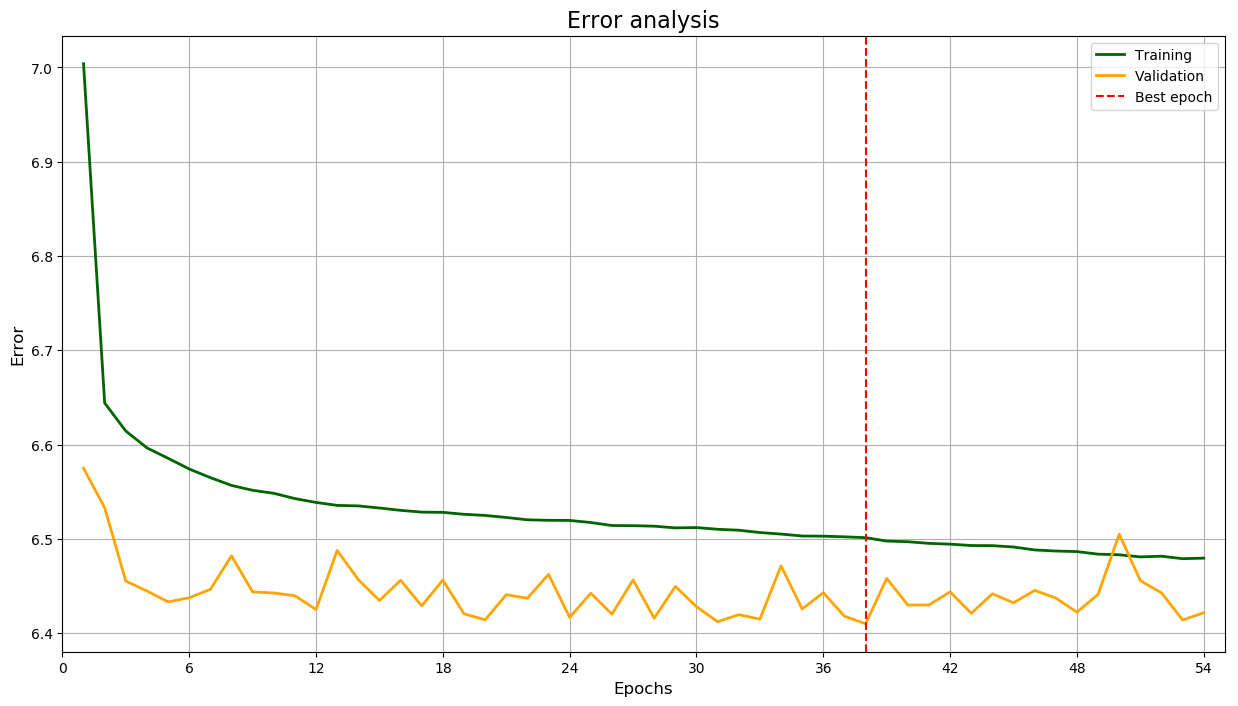 Error analysis
Training
Validation
Best epoch
7.0
6.9
6.8
6.7
6.6
6.5
6.4
Error
0 6 12 18 24 30 36 42 48 54
Epochs